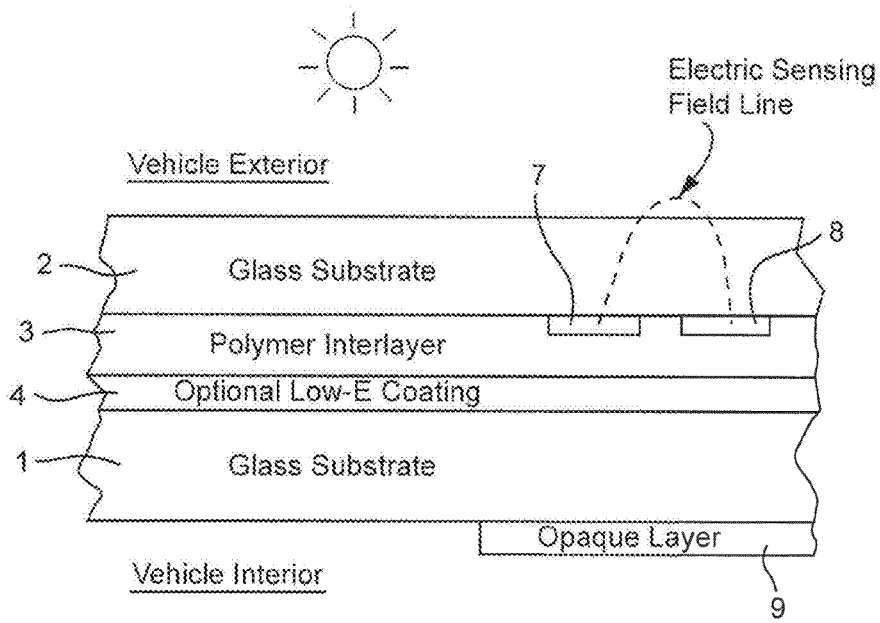 Electric Sensing
Field Line
Vehicle Exterior
7
8
2
Glass Substrate
3
Polymer Interlayer
4
Optional Low-E Coating
1
Glass Substrate
Opaque Layer
Vehicle Interior
9